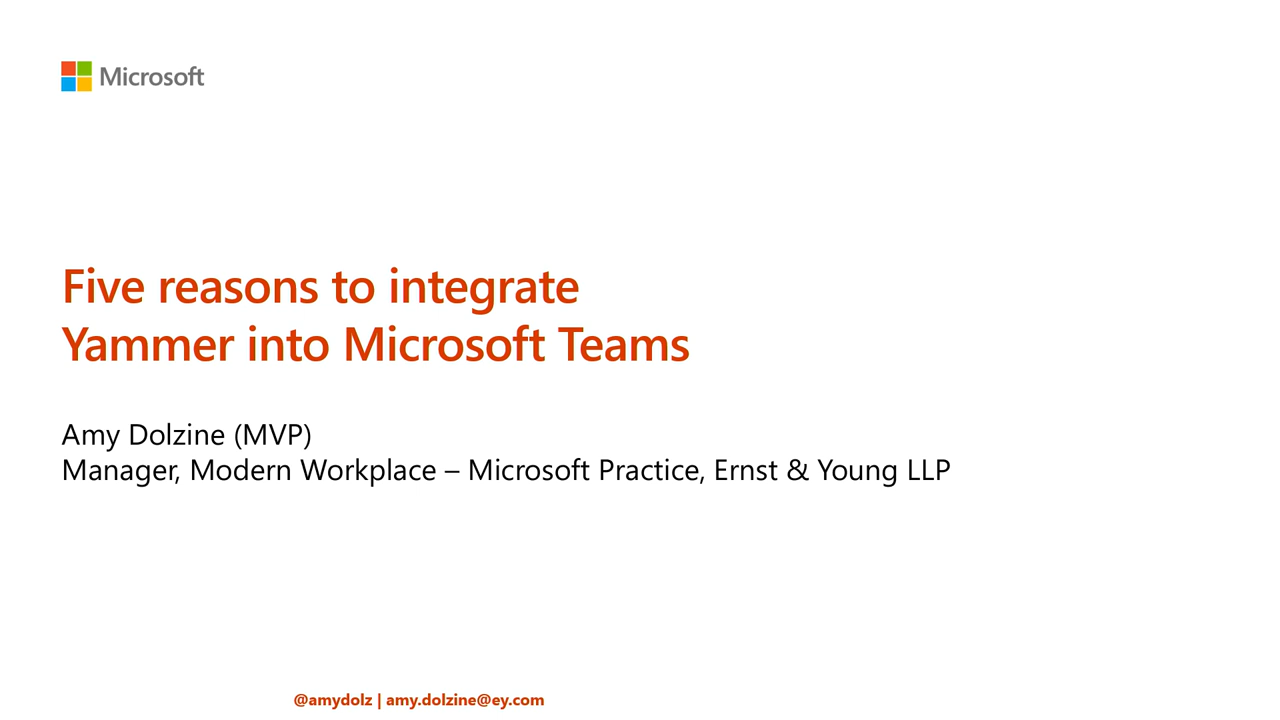 Microsoft
Five reasons to integrate
Yammer into Microsoft Teams
Amy Dolzine (MVP)
Manager, Modern Workplace – Microsoft Practice, Ernst & Young LLP
@amydolz | amy.dolzine@ey.com